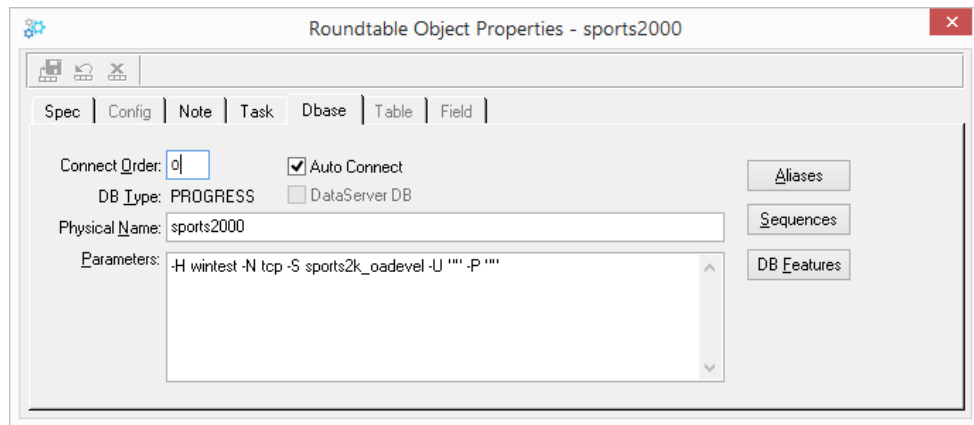 Roundtable Object Properties - sports2000
Spec Config Note Task Dbase Table Field
Connect Order: 0 Auto Connect Aliases
DB Type: PROGRESS DataServer DB
Physical Name: sports2000 Sequences
Parameters: -H wintest -N tcp -S sports2k_oadevel -U "" -P "" DB Features